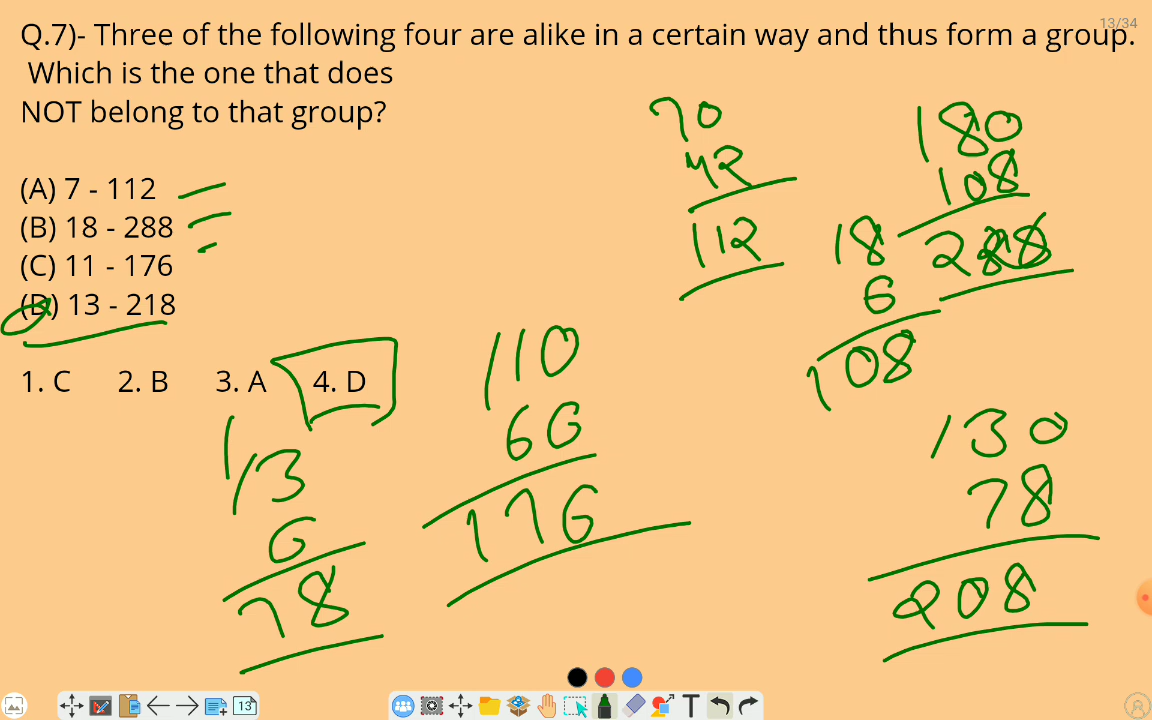 13/34
Q.7)- Three of the following four are alike in a certain way and thus form a group.
Which is the one that does
NOT belong to that group?
(A) 7 - 112
(B) 18 - 288
(C) 11 - 176
(D) 13 - 218
1. C 2. B 3. A 4. D
70
42
112
180
108
288
18
6
108
110
66
176
13
6
78
130
78
208
13
T